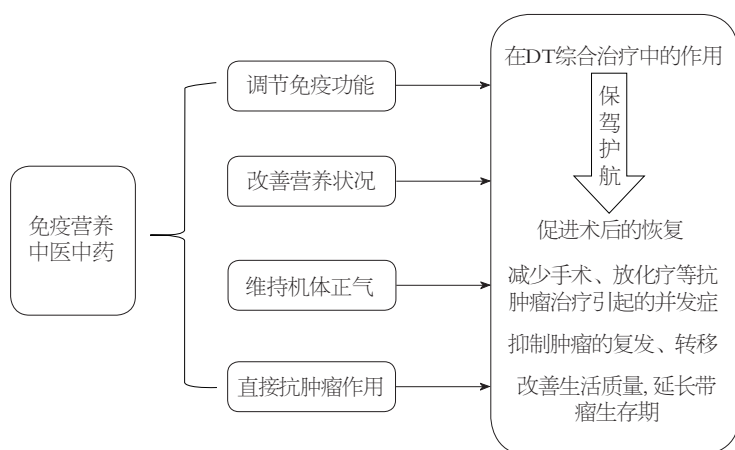 免疫营养
中医中药
调节免疫功能
改善营养状况
维持机体正气
直接抗肿瘤作用
在DT综合治疗中的作用
保
驾
护
航
促进术后的恢复
减少手术、放化疗等抗
肿瘤治疗引起的并发症
抑制肿瘤的复发、转移
改善生活质量,延长带
瘤生存期